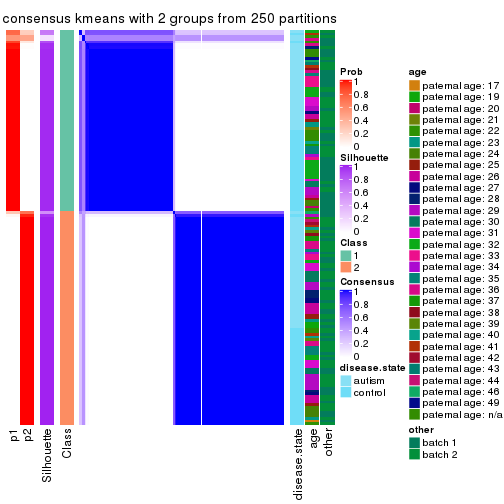 consensus kmeans with 2 groups from 250 partitions
Prob
1
0.8
0.6
0.4
0.2
0
Silhouette
1
0.8
0.6
0.4
0.2
0
Class
1
2
Consensus
1
0.8
0.6
0.4
0.2
0
disease.state
autism
control
age
paternal age: 17
paternal age: 19
paternal age: 20
paternal age: 21
paternal age: 22
paternal age: 23
paternal age: 24
paternal age: 25
paternal age: 26
paternal age: 27
paternal age: 28
paternal age: 29
paternal age: 30
paternal age: 31
paternal age: 32
paternal age: 33
paternal age: 34
paternal age: 35
paternal age: 36
paternal age: 37
paternal age: 38
paternal age: 39
paternal age: 40
paternal age: 41
paternal age: 42
paternal age: 43
paternal age: 44
paternal age: 46
paternal age: 49
paternal age: n/a
other
batch 1
batch 2
p1
p2
Silhouette
Class
disease.state
age
other